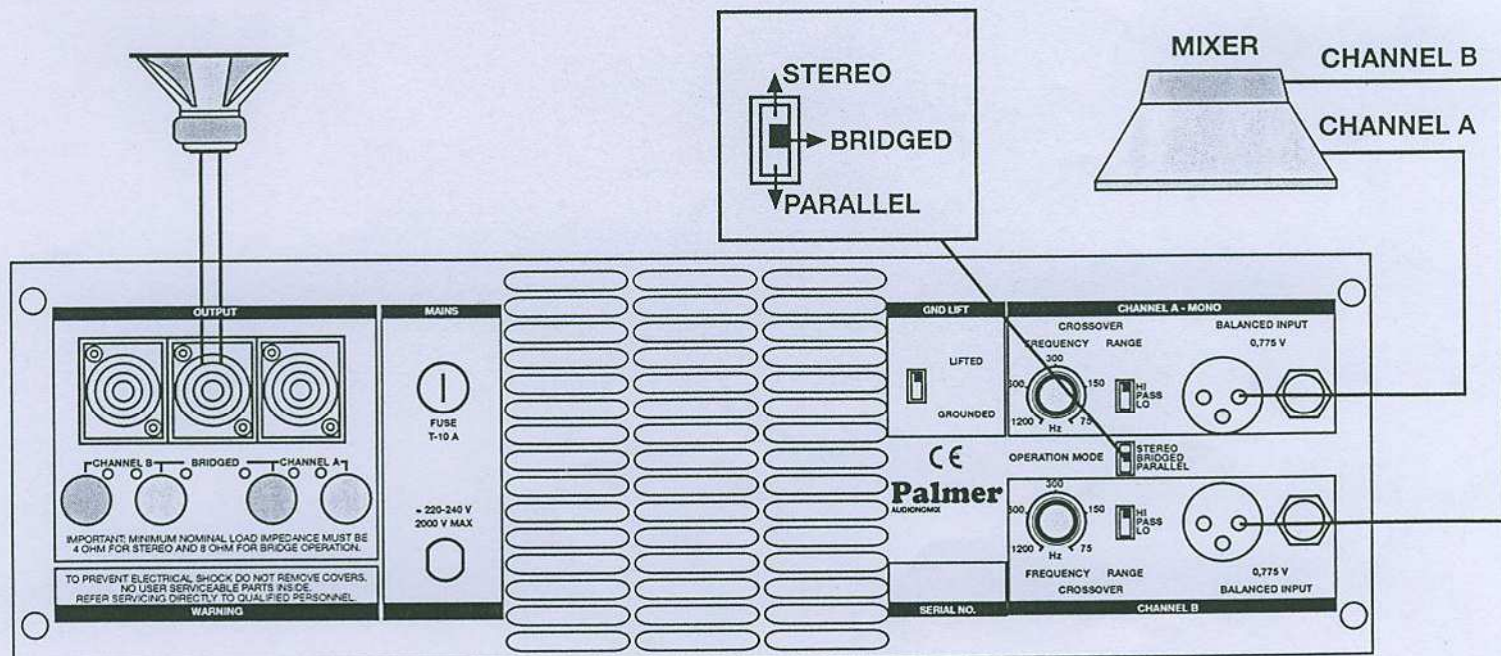 MIXER
CHANNEL B
CHANNEL A
STEREO
BRIDGED
PARALLEL
OUTPUT
CHANNEL B
BRIDGED
CHANNEL A
IMPORTANT: MINIMUM NOMINAL LOAD IMPEDANCE MUST BE
4 OHM FOR STEREO AND 8 OHM FOR BRIDGE OPERATION.
TO PREVENT ELECTRICAL SHOCK DO NOT REMOVE COVERS.
NO USER SERVICEABLE PARTS INSIDE.
REFER SERVICING DIRECTLY TO QUALIFIED PERSONNEL.
WARNING
MAINS
FUSE
T-10 A
220-240 V
2000 V MAX
GND LIFT
LIFTED
GROUNDED
CHANNEL A - MONO
CROSSOVER
FREQUENCY
RANGE
300
150
75
Hz
1200
HI
PASS
LO
BALANCED INPUT
0,775 V
CE
OPERATION MODE
STEREO
BRIDGED
PARALLEL
Palmer
AUDIONOMIX
300
150
75
Hz
1200
HI
PASS
LO
FREQUENCY
RANGE
CROSSOVER
0,775 V
BALANCED INPUT
SERIAL NO.
CHANNEL B